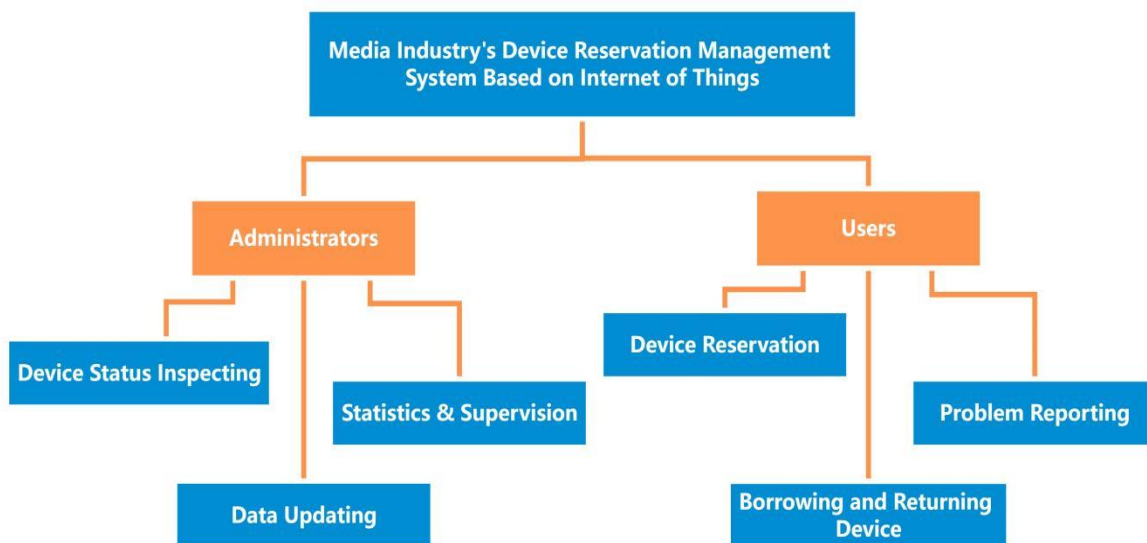 Media Industry's Device Reservation Management
System Based on Internet of Things
Administrators
Users
Device Status Inspecting
Statistics & Supervision
Data Updating
Device Reservation
Problem Reporting
Borrowing and Returning
Device